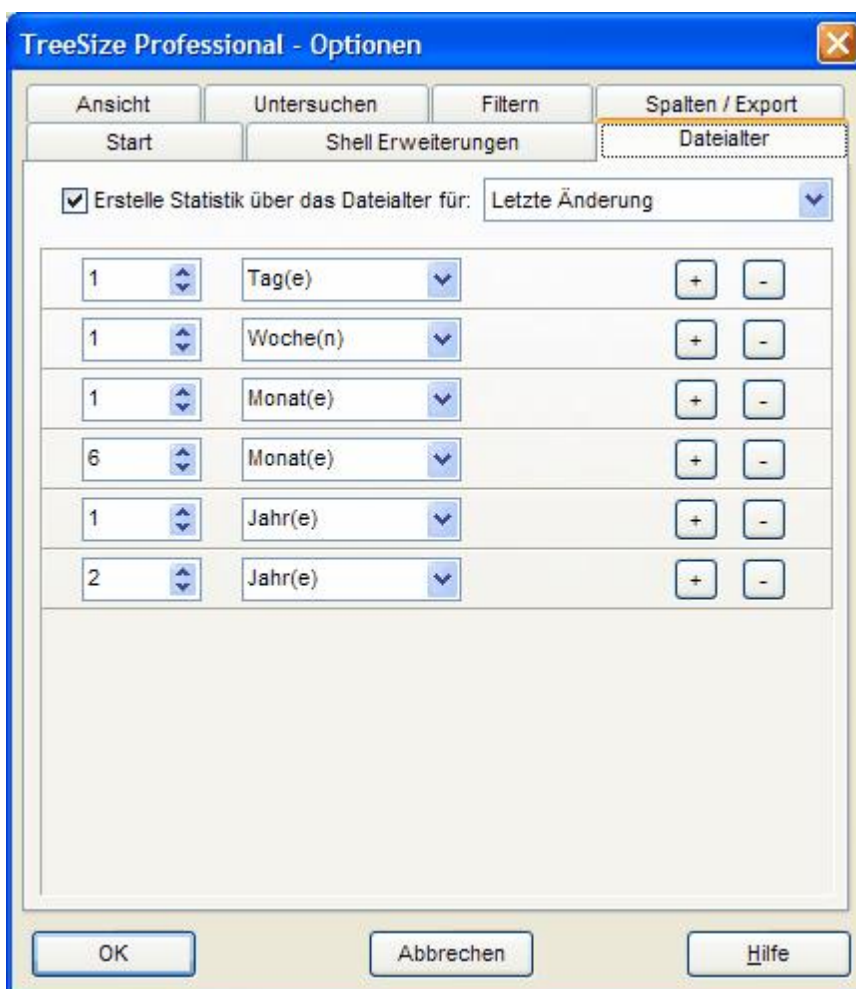 TreeSize Professional - Optionen
Ansicht Untersuchen Filtern Spalten / Export
Start Shell Erweiterungen Dateialter
Erstelle Statistik über das Dateialter für: Letzte Änderung
1 Tag(e) + -
1 Woche(n) + -
1 Monat(e) + -
6 Monat(e) + -
1 Jahr(e) + -
2 Jahr(e) + -
OK Abbrechen Hilfe